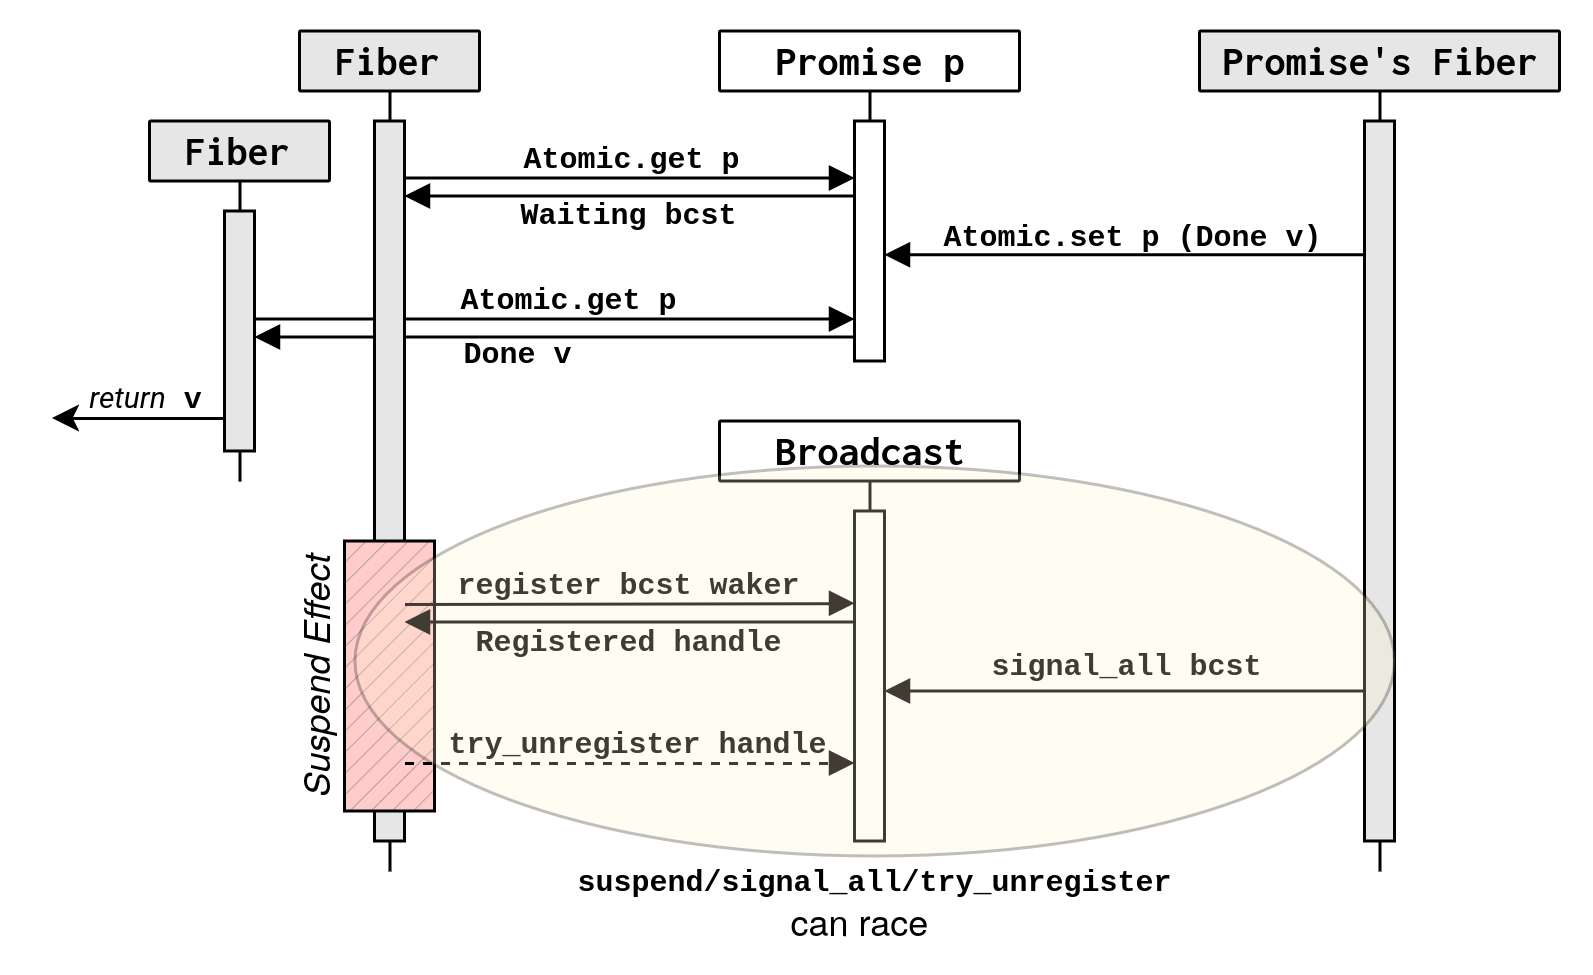 Fiber
Promise p
Promise's Fiber
Fiber
Atomic.get p
Waiting bcst
Atomic.set p (Done v)
Atomic.get p
Done v
return v
Broadcast
Suspend Effect
register bcst waker
Registered handle
signal_all bcst
try_unregister handle
suspend/signal_all/try_unregister
can race